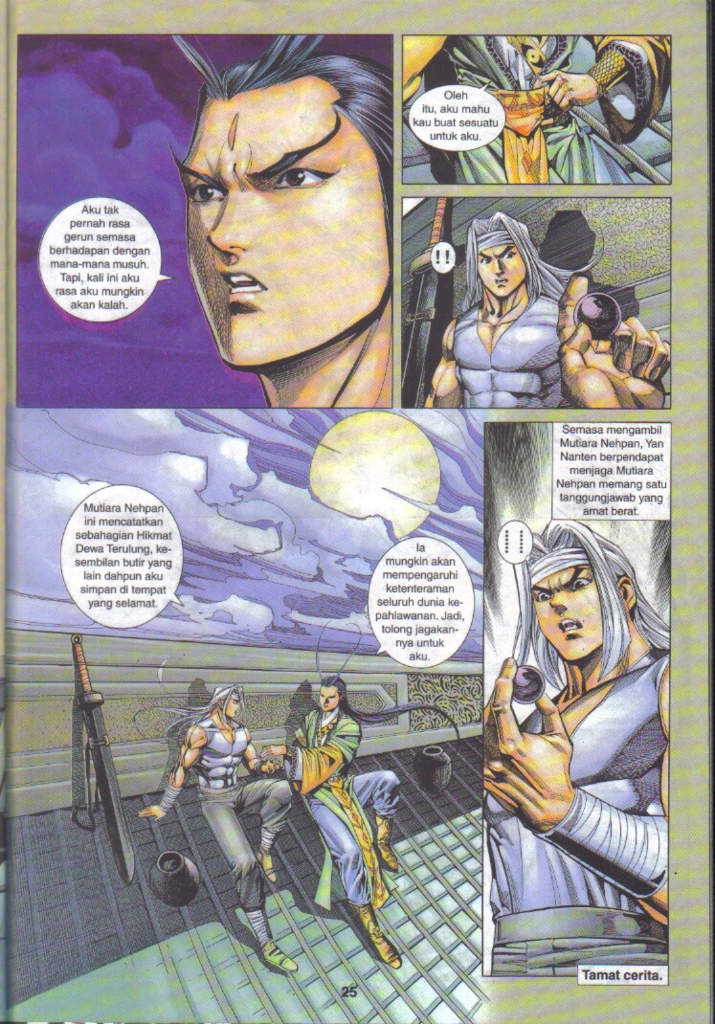 Aku tak
pernah rasa
gerun semasa
berhadapan dengan
mana-mana musuh.
Tapi, kali ini aku
rasa aku mungkin
akan kalah.
Oleh
itu, aku mahu
kau buat sesuatu
untuk aku.
!!
Mutiara Nehpan
ini mencatatkan
sebahagian Hikmat
Dewa Terulung, ke-
sembilan butir yang
lain dahpun aku
simpan di tempat
yang selamat.
Ia
mungkin akan
mempengaruhi
ketenteraman
seluruh dunia ke-
pahlawanan. Jadi,
tolong jagakan-
nya untuk
aku.
Semasa mengambil
Mutiara Nehpan, Yan
Nanten berpendapat
menjaga Mutiara
Nehpan memang satu
tanggungjawab yang
amat berat.
Tamat cerita.
25